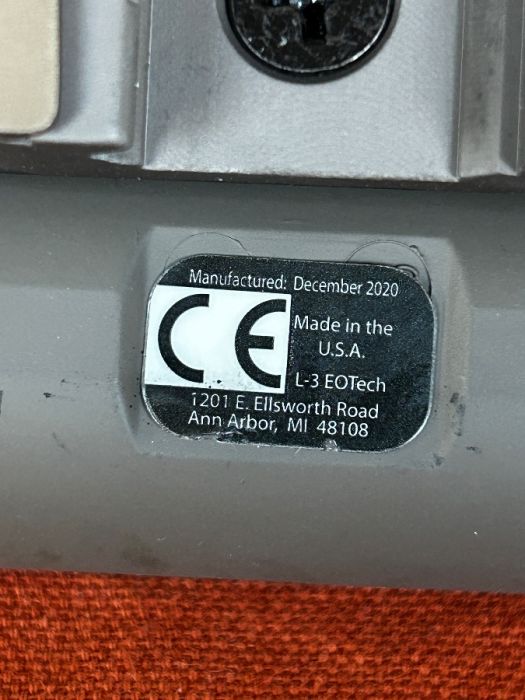 Manufactured: December 2020
CE
Made in the
U.S.A.
L-3 EOTech
1201 E. Ellsworth Road
Ann Arbor, MI 48108